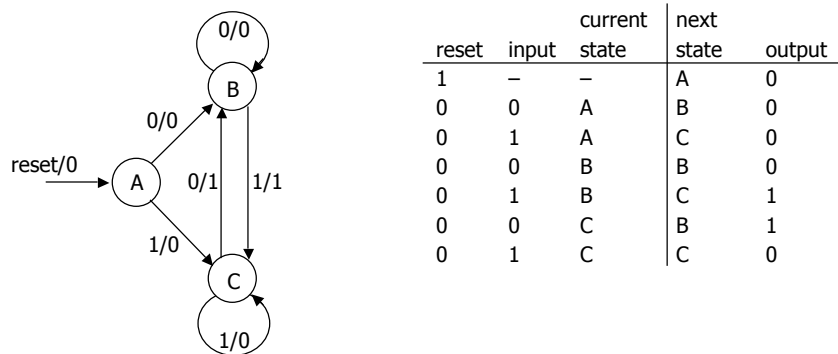 0/0
B
0/0
reset/0
A
0/1
1/1
1/0
C
1/0
current next
reset input state state output
1 – – A 0
0 0 A B 0
0 1 A C 0
0 0 B B 0
0 1 B C 1
0 0 C B 1
0 1 C C 0